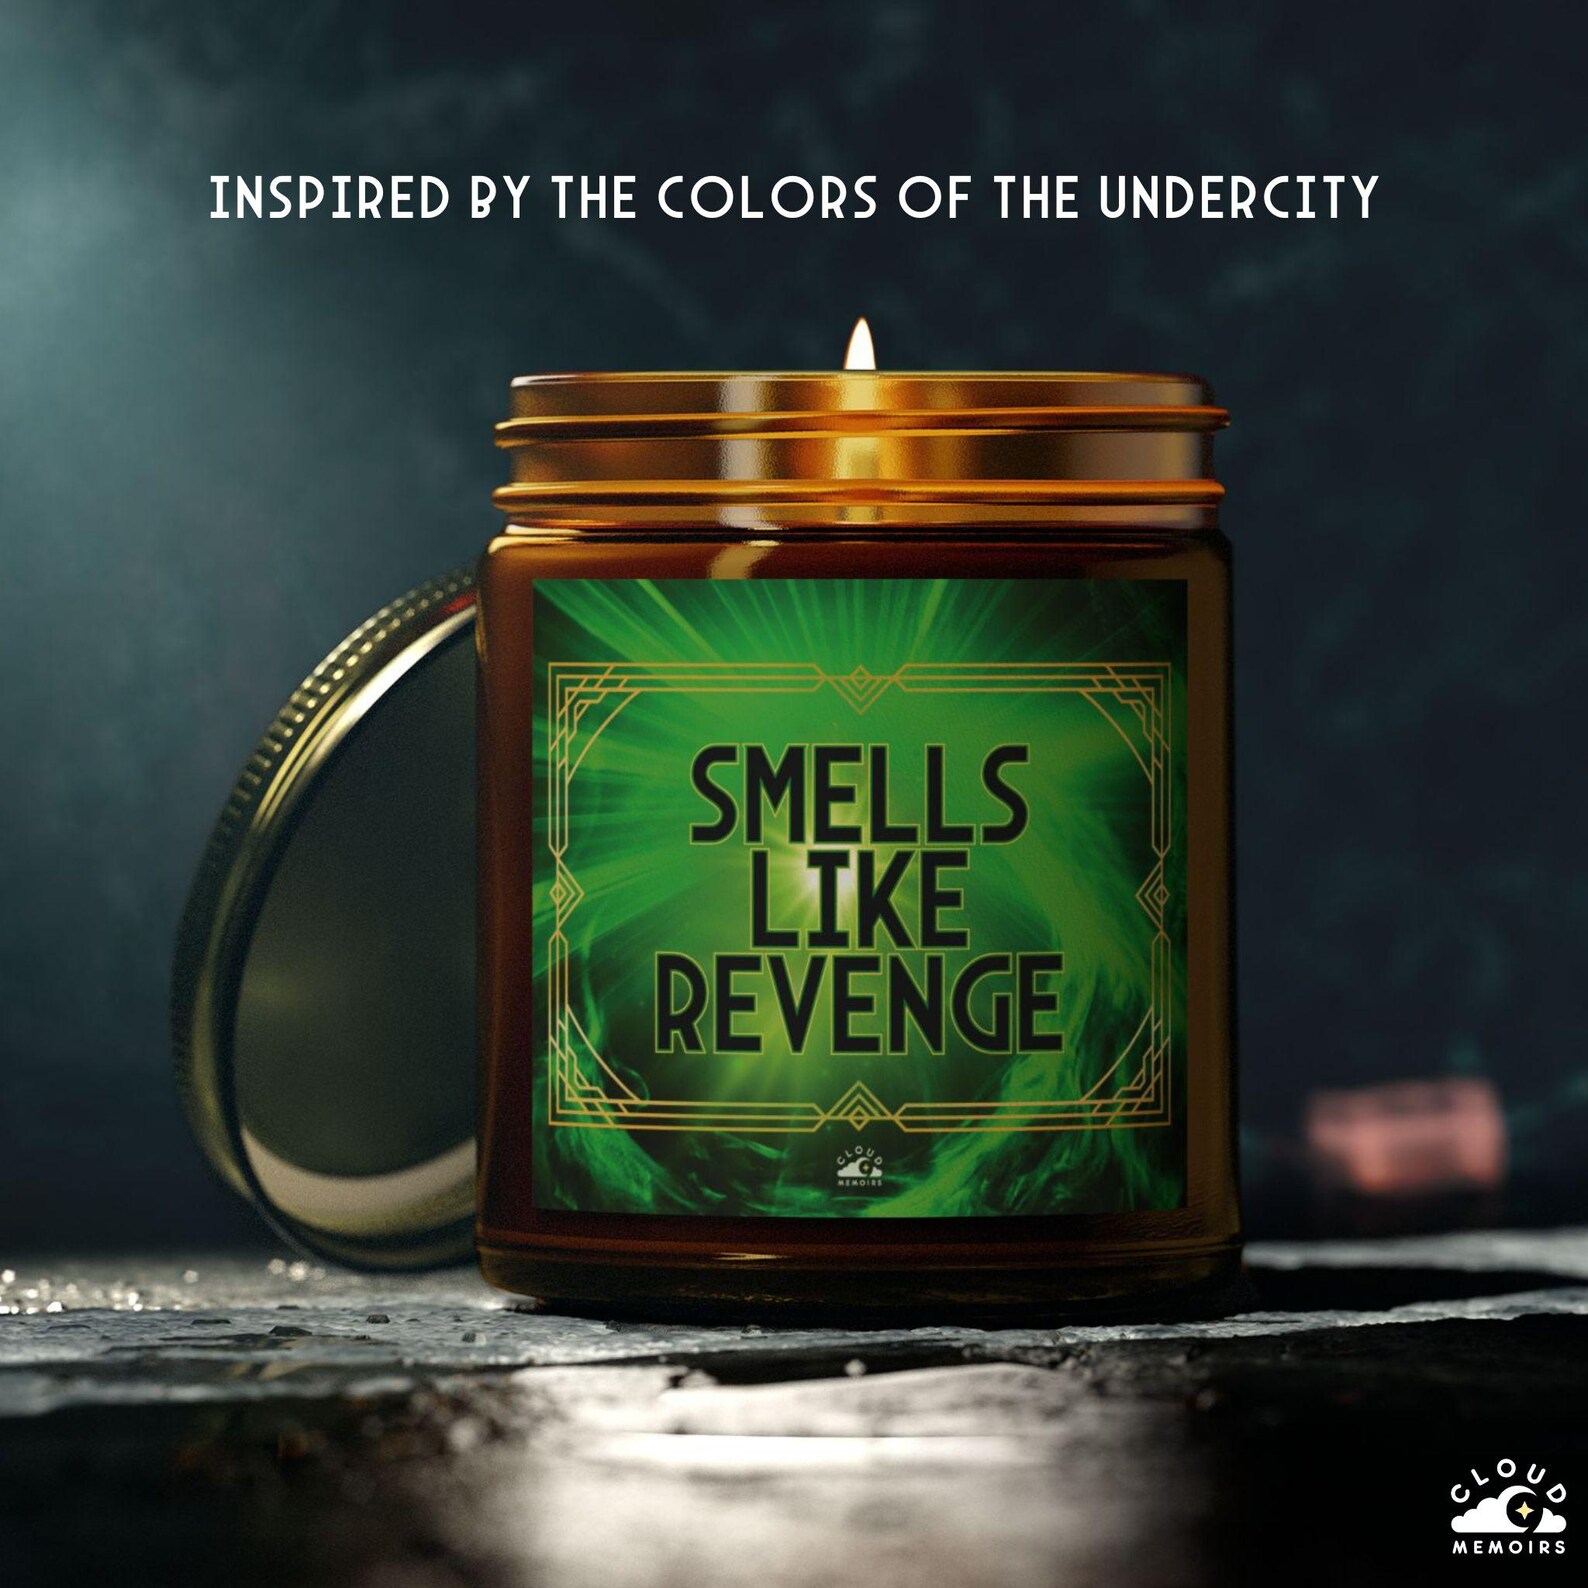 INSPIRED BY THE COLORS OF THE UNDERCITY
SMELLS
LIKE
REVENGE
CLOUD
MEMOIRS
CLOUD
MEMOIRS